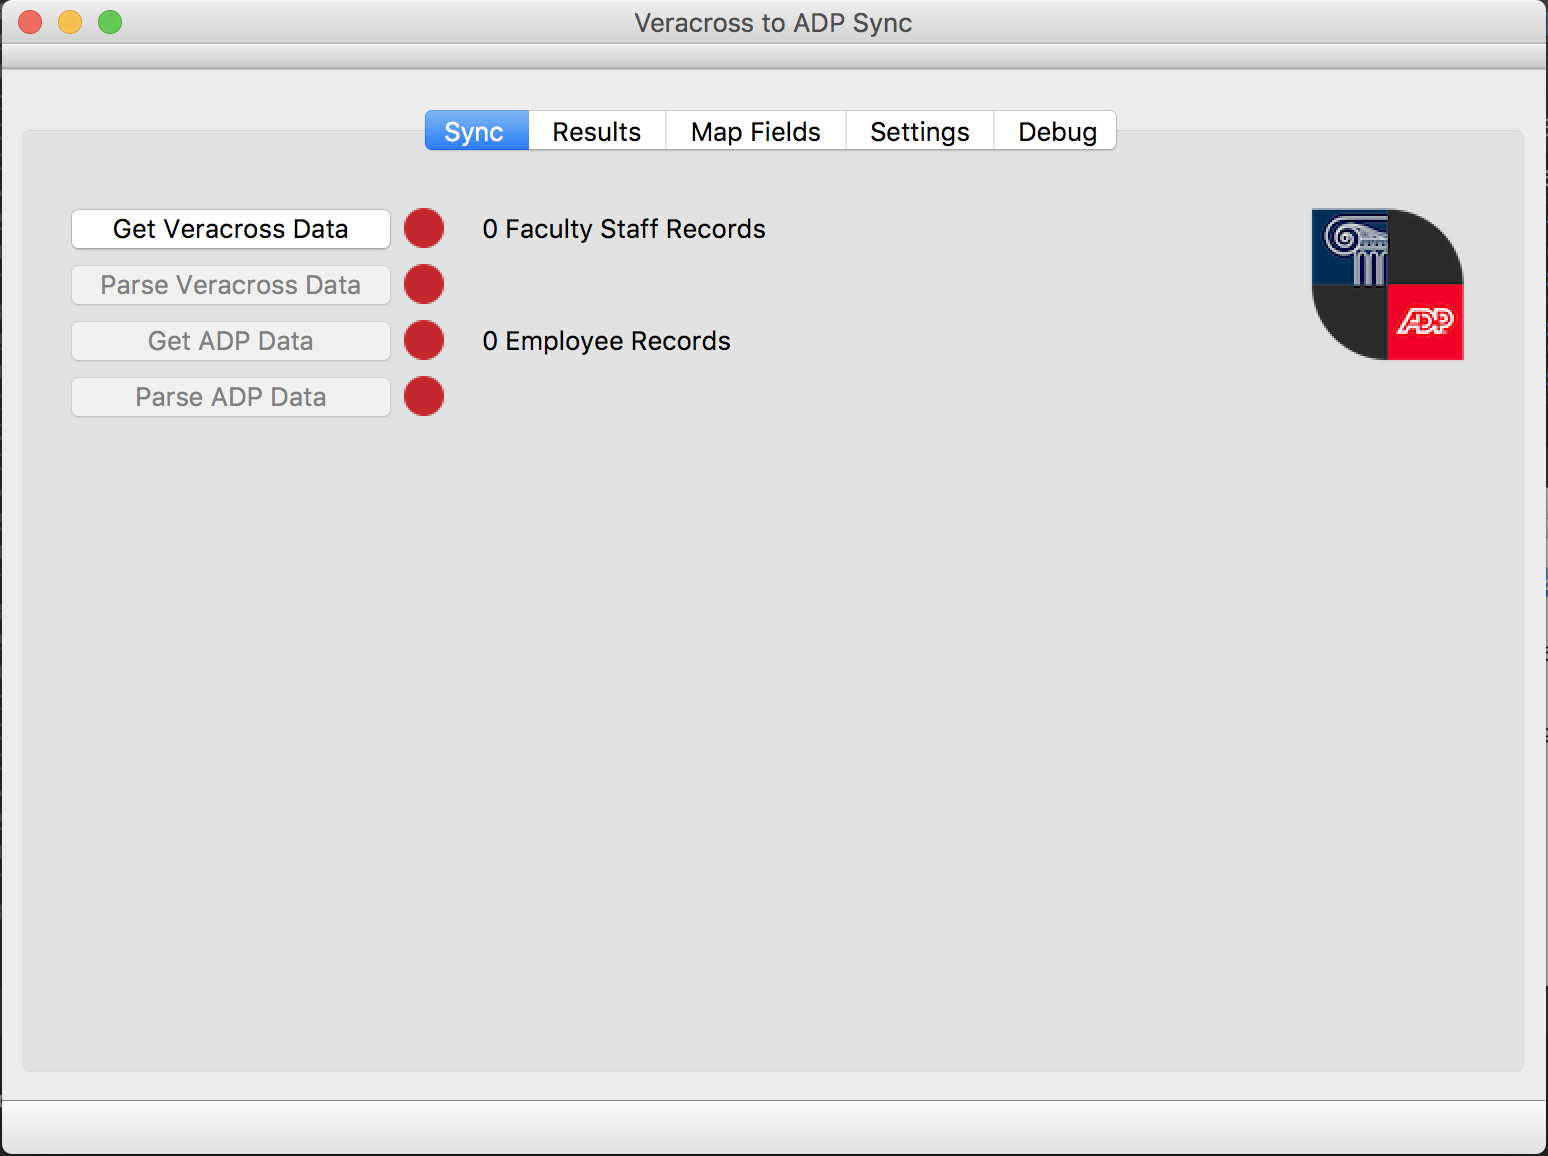 Veracross to ADP Sync
Sync Results Map Fields Settings Debug
Get Veracross Data 0 Faculty Staff Records
Parse Veracross Data
Get ADP Data 0 Employee Records
Parse ADP Data
ADP